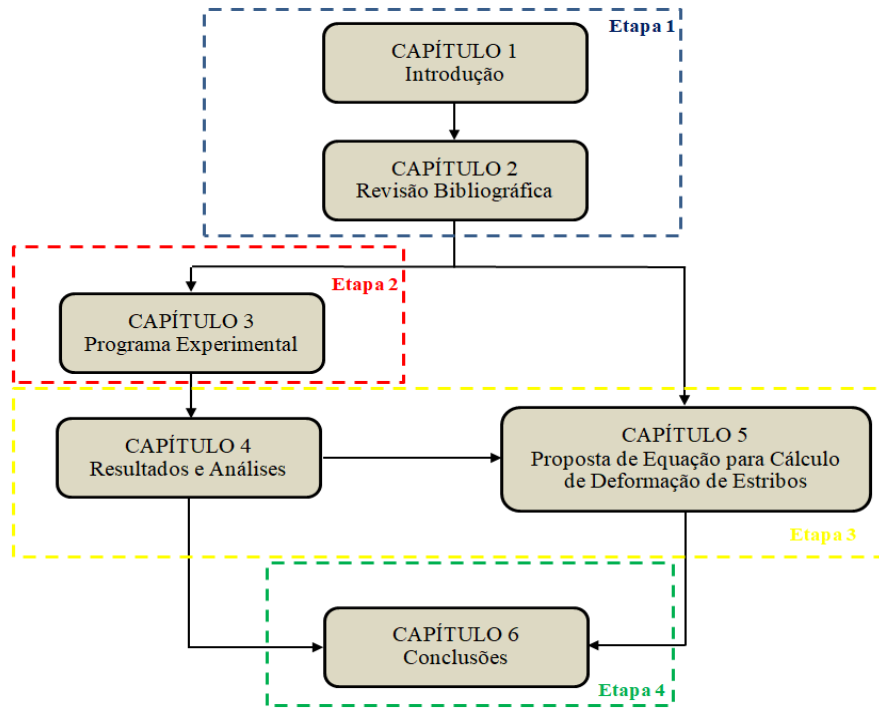 Etapa 1
CAPÍTULO 1
Introdução
CAPÍTULO 2
Revisão Bibliográfica
Etapa 2
CAPÍTULO 3
Programa Experimental
CAPÍTULO 4
Resultados e Análises
CAPÍTULO 5
Proposta de Equação para Cálculo
de Deformação de Estribos
Etapa 3
CAPÍTULO 6
Conclusões
Etapa 4